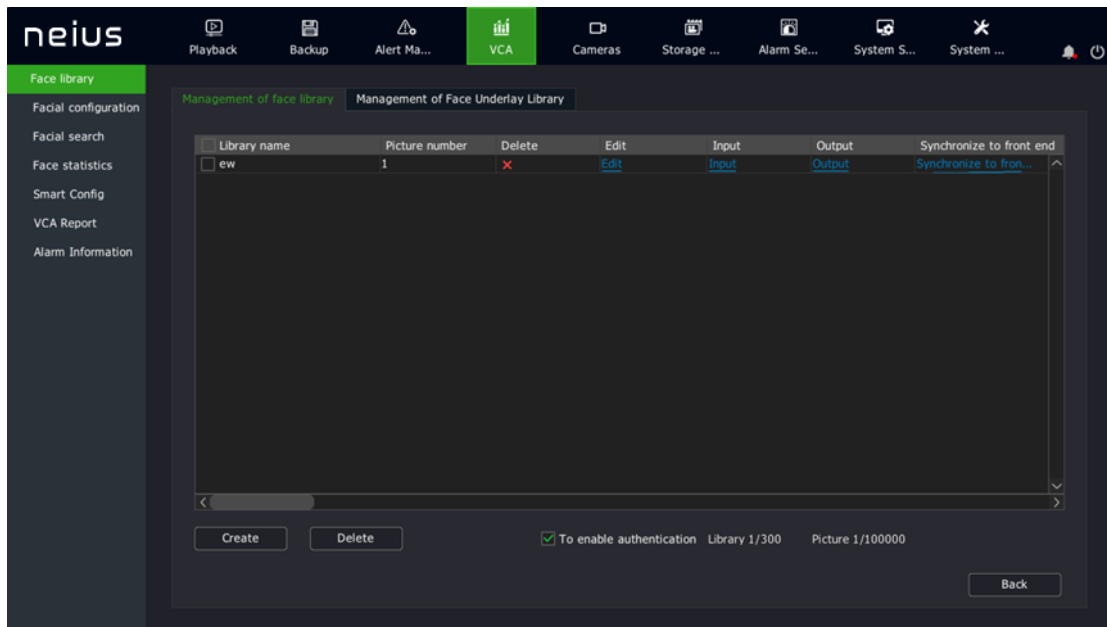 neius
Playback Backup Alert Ma... VCA Cameras Storage ... Alarm Se... System S... System ...
Face library
Facial configuration
Facial search
Face statistics
Smart Config
VCA Report
Alarm Information
Management of face library Management of Face Underlay Library
Library name Picture number Delete Edit Input Output Synchronize to front end
ew 1 Edit Input Output Synchronize to fron...
Create Delete To enable authentication Library 1/300 Picture 1/100000
Back